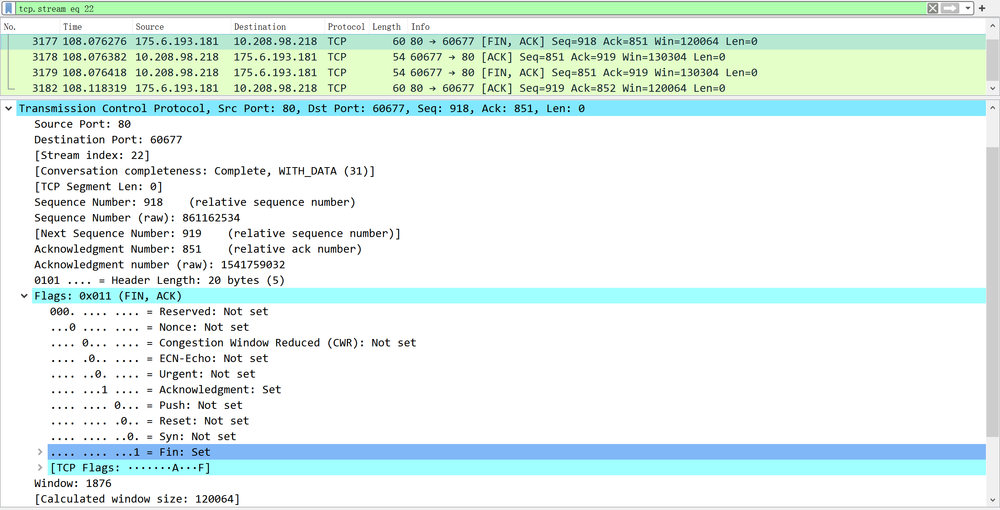 tcp.stream eq 22
No. Time Source Destination Protocol Length Info
3177 108.076276 175.6.193.181 10.208.98.218 TCP 60 80 → 60677 [FIN, ACK] Seq=918 Ack=851 Win=120064 Len=0
3178 108.076382 10.208.98.218 175.6.193.181 TCP 54 60677 → 80 [ACK] Seq=851 Ack=919 Win=130304 Len=0
3179 108.076418 10.208.98.218 175.6.193.181 TCP 54 60677 → 80 [FIN, ACK] Seq=851 Ack=919 Win=130304 Len=0
3182 108.118319 175.6.193.181 10.208.98.218 TCP 60 80 → 60677 [ACK] Seq=919 Ack=852 Win=120064 Len=0
Transmission Control Protocol, Src Port: 80, Dst Port: 60677, Seq: 918, Ack: 851, Len: 0
Source Port: 80
Destination Port: 60677
[Stream index: 22]
[Conversation completeness: Complete, WITH_DATA (31)]
[TCP Segment Len: 0]
Sequence Number: 918    (relative sequence number)
Sequence Number (raw): 861162534
[Next Sequence Number: 919    (relative sequence number)]
Acknowledgment Number: 851    (relative ack number)
Acknowledgment number (raw): 1541759032
0101 .... = Header Length: 20 bytes (5)
Flags: 0x011 (FIN, ACK)
000. .... .... = Reserved: Not set
...0 .... .... = Nonce: Not set
.... 0... .... = Congestion Window Reduced (CWR): Not set
.... .0.. .... = ECN-Echo: Not set
.... ..0. .... = Urgent: Not set
.... ...1 .... = Acknowledgment: Set
.... .... 0... = Push: Not set
.... .... .0.. = Reset: Not set
.... .... ..0. = Syn: Not set
.... .... ...1 = Fin: Set
[TCP Flags: ·······A···F]
Window: 1876
[Calculated window size: 120064]